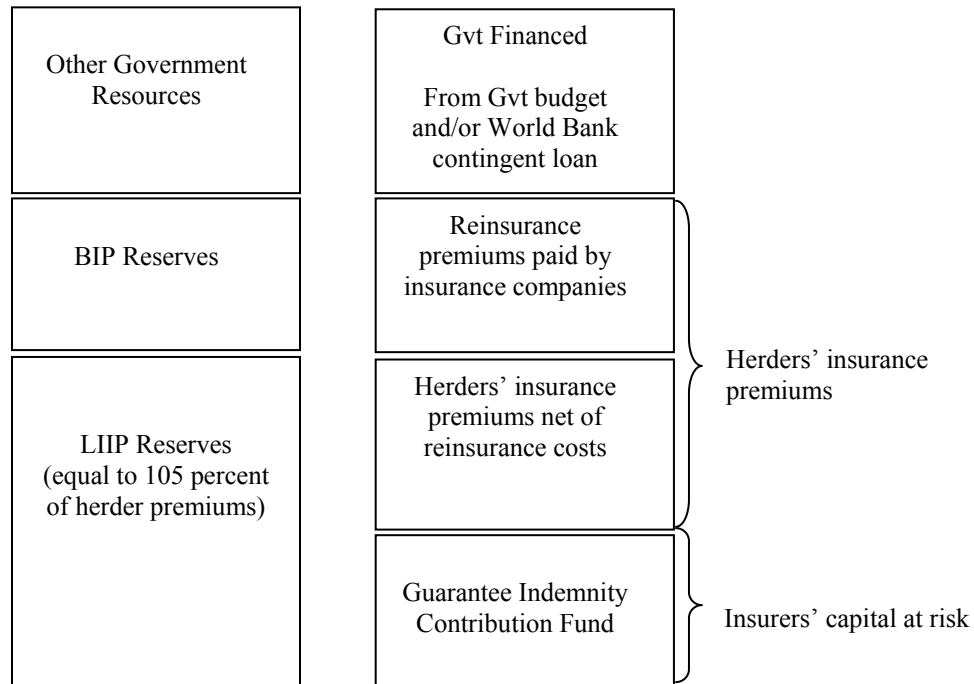 Other Government
Resources
Gvt Financed
From Gvt budget
and/or World Bank
contingent loan
BIP Reserves
Reinsurance
premiums paid by
insurance companies
Herders’ insurance
premiums
LIIP Reserves
(equal to 105 percent
of herder premiums)
Herders’ insurance
premiums net of
reinsurance costs
Guarantee Indemnity
Contribution Fund
Insurers’ capital at risk